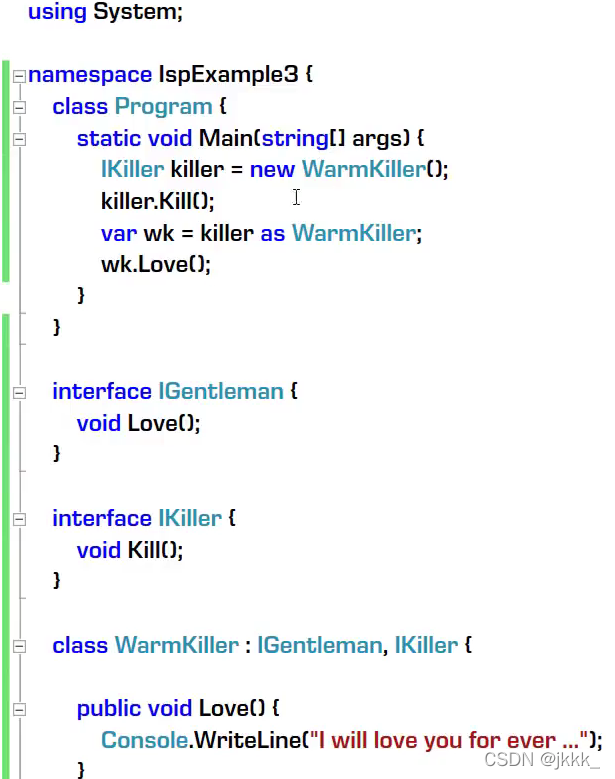 using System;
namespace IspExample3 {
class Program {
static void Main(string[] args) {
IKiller killer = new WarmKiller();
killer.Kill();
var wk = killer as WarmKiller;
wk.Love();
}
}
interface IGentleman {
void Love();
}
interface IKiller {
void Kill();
}
class WarmKiller : IGentleman, IKiller {
public void Love() {
Console.WriteLine("I will love you for ever ...");
}
CSDN @jkkk_